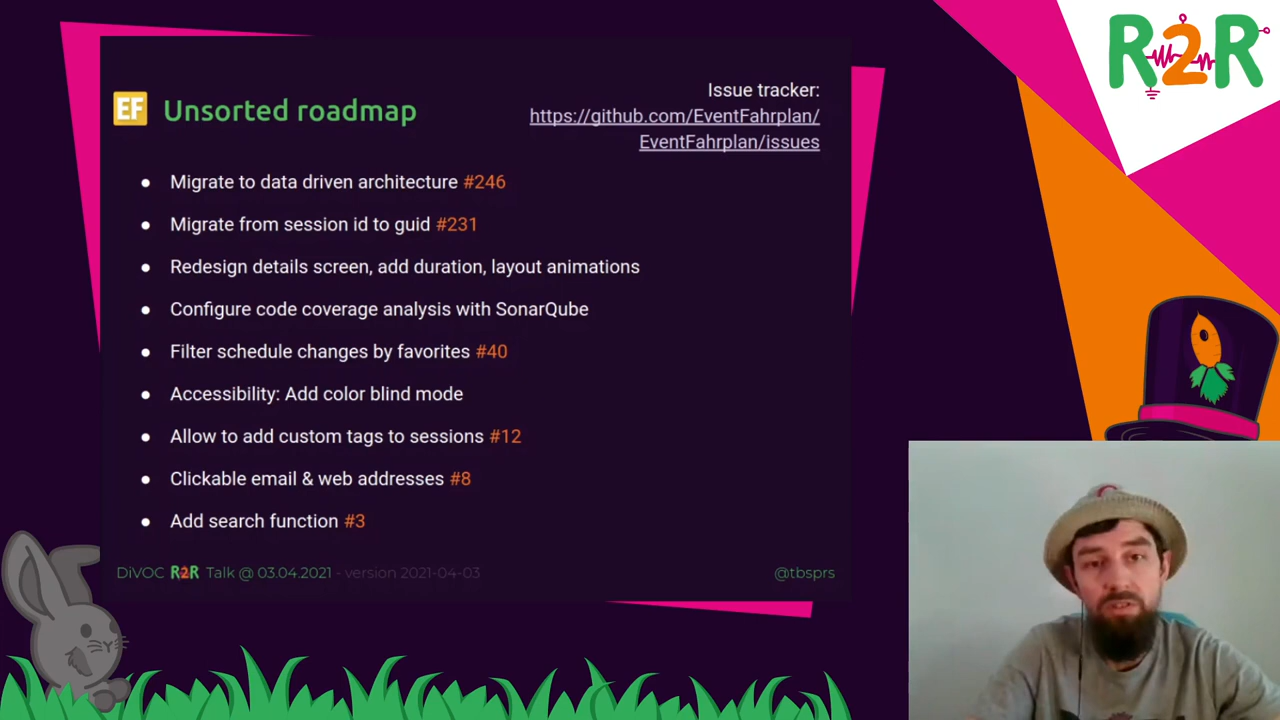 R2R
EF Unsorted roadmap
Issue tracker:
https://github.com/EventFahrplan/
EventFahrplan/issues
● Migrate to data driven architecture #246
● Migrate from session id to guid #231
● Redesign details screen, add duration, layout animations
● Configure code coverage analysis with SonarQube
● Filter schedule changes by favorites #40
● Accessibility: Add color blind mode
● Allow to add custom tags to sessions #12
● Clickable email & web addresses #8
● Add search function #3
DiVOC R2R Talk @ 03.04.2021 - version 2021-04-03
@tbsprs